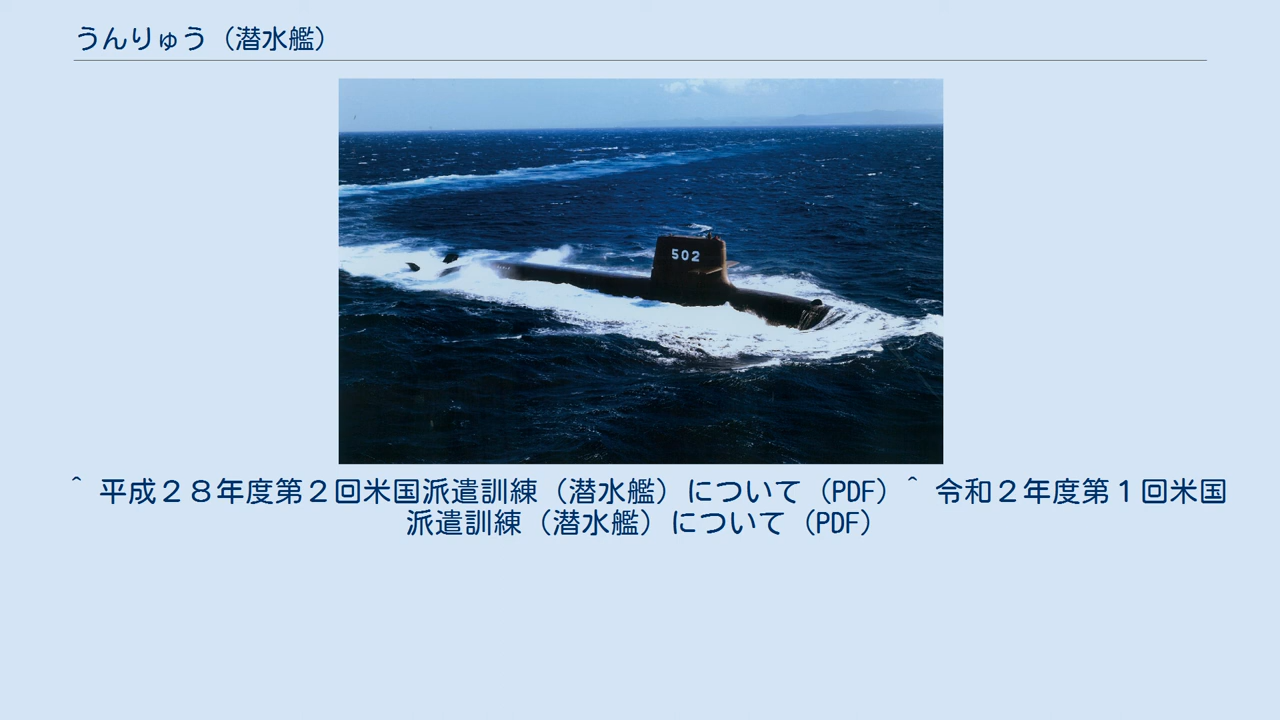 うんりゅう（潜水艦）
502
^ 平成２８年度第２回米国派遣訓練（潜水艦）について（PDF）^ 令和２年度第１回米国
派遣訓練（潜水艦）について（PDF）